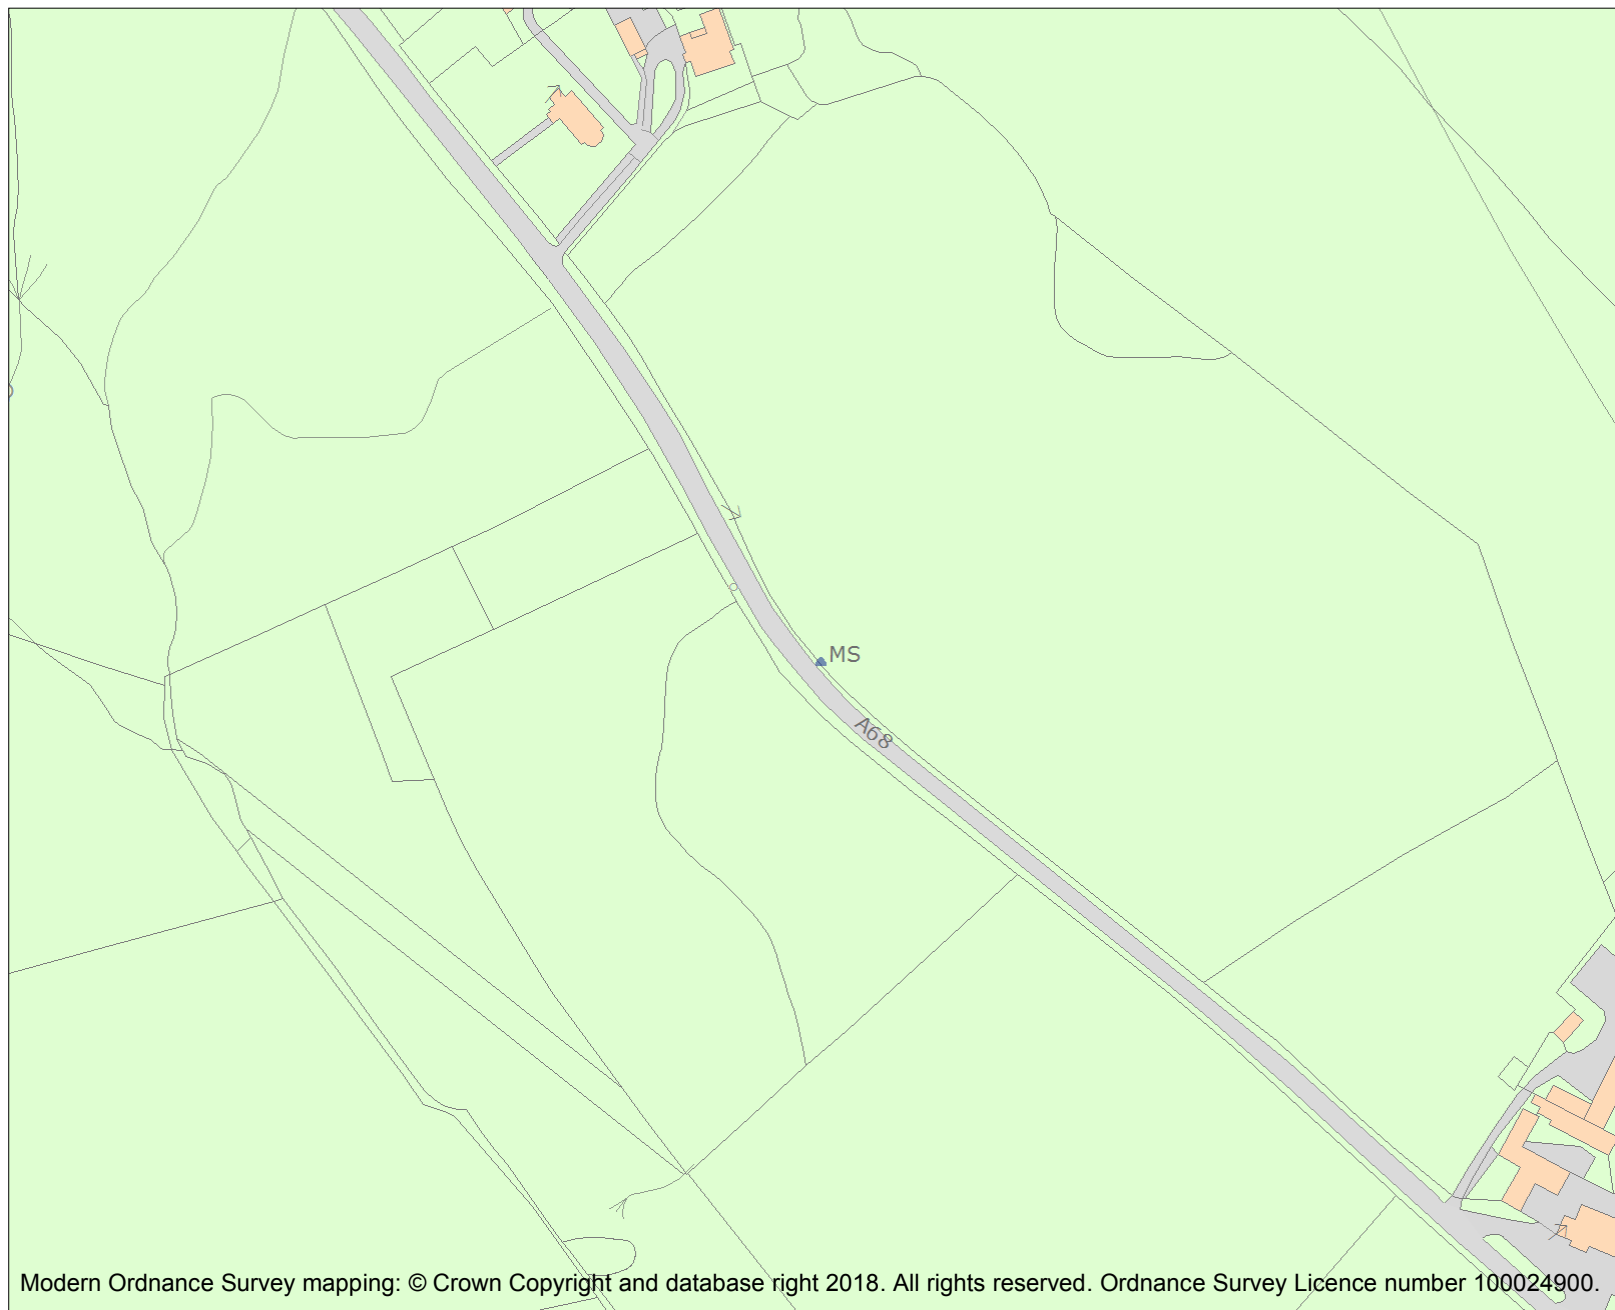 MS
A68
Modern Ordnance Survey mapping: © Crown Copyright and database right 2018. All rights reserved. Ordnance Survey Licence number 100024900.